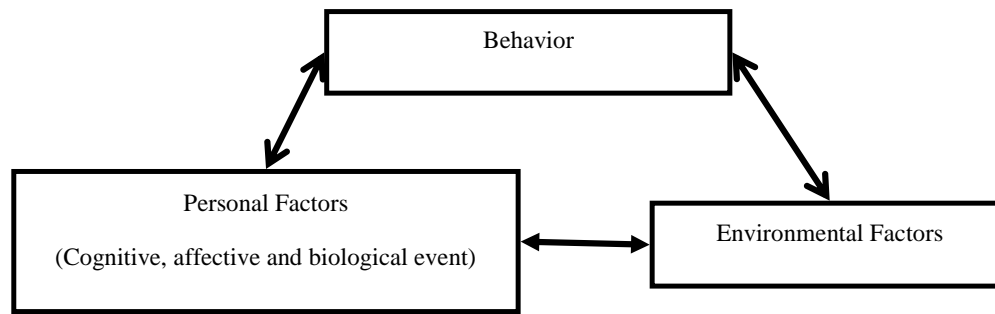 Behavior
Personal Factors
(Cognitive, affective and biological event)
Environmental Factors